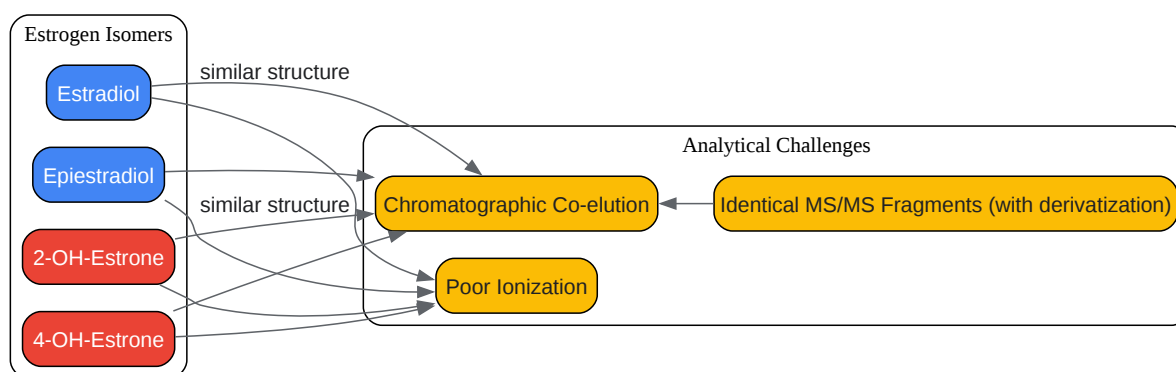 Estrogen Isomers
Estradiol
similar structure
Analytical Challenges
Epiestradiol
Chromatographic Co-elution
Identical MS/MS Fragments (with derivatization)
similar structure
2-OH-Estrone
Poor Ionization
4-OH-Estrone